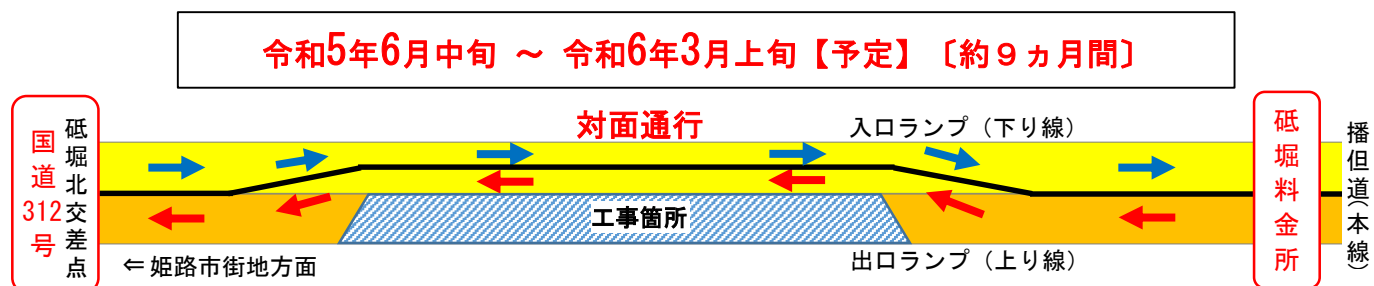 令和5年6月中旬 ～ 令和6年3月上旬【予定】〔約９ヵ月間〕
国道312号
砥堀北交差点
対面通行
入口ランプ（下り線）
砥堀料金所
播但道（本線）
工事箇所
⇐姫路市街地方面
出口ランプ（上り線）